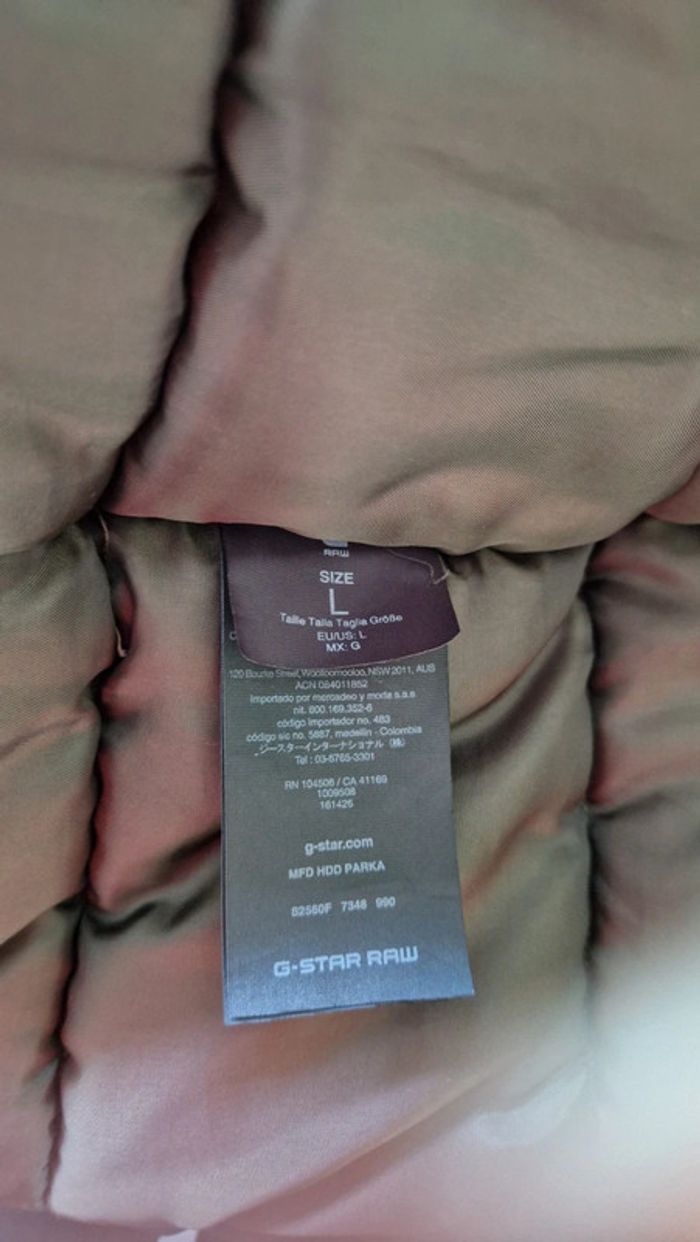 RAW
SIZE
L
Taille Talla Taglia Größe
EU/US: L
MX: G
120 Bourke Street, Woolloomooloo, NSW 2011, AUS
ACN 084011852
Importado por mercadeo y moda s.a.s
nit. 800.169.352-6
código importador no. 483
código sic no. 5887, medellin - Colombia
ジースターインターナショナル (株)
Tel : 03-6765-3301
RN 104506 / CA 41169
1009508
161426
g-star.com
MFD HDD PARKA
82560F 7348 990
G-STAR RAW